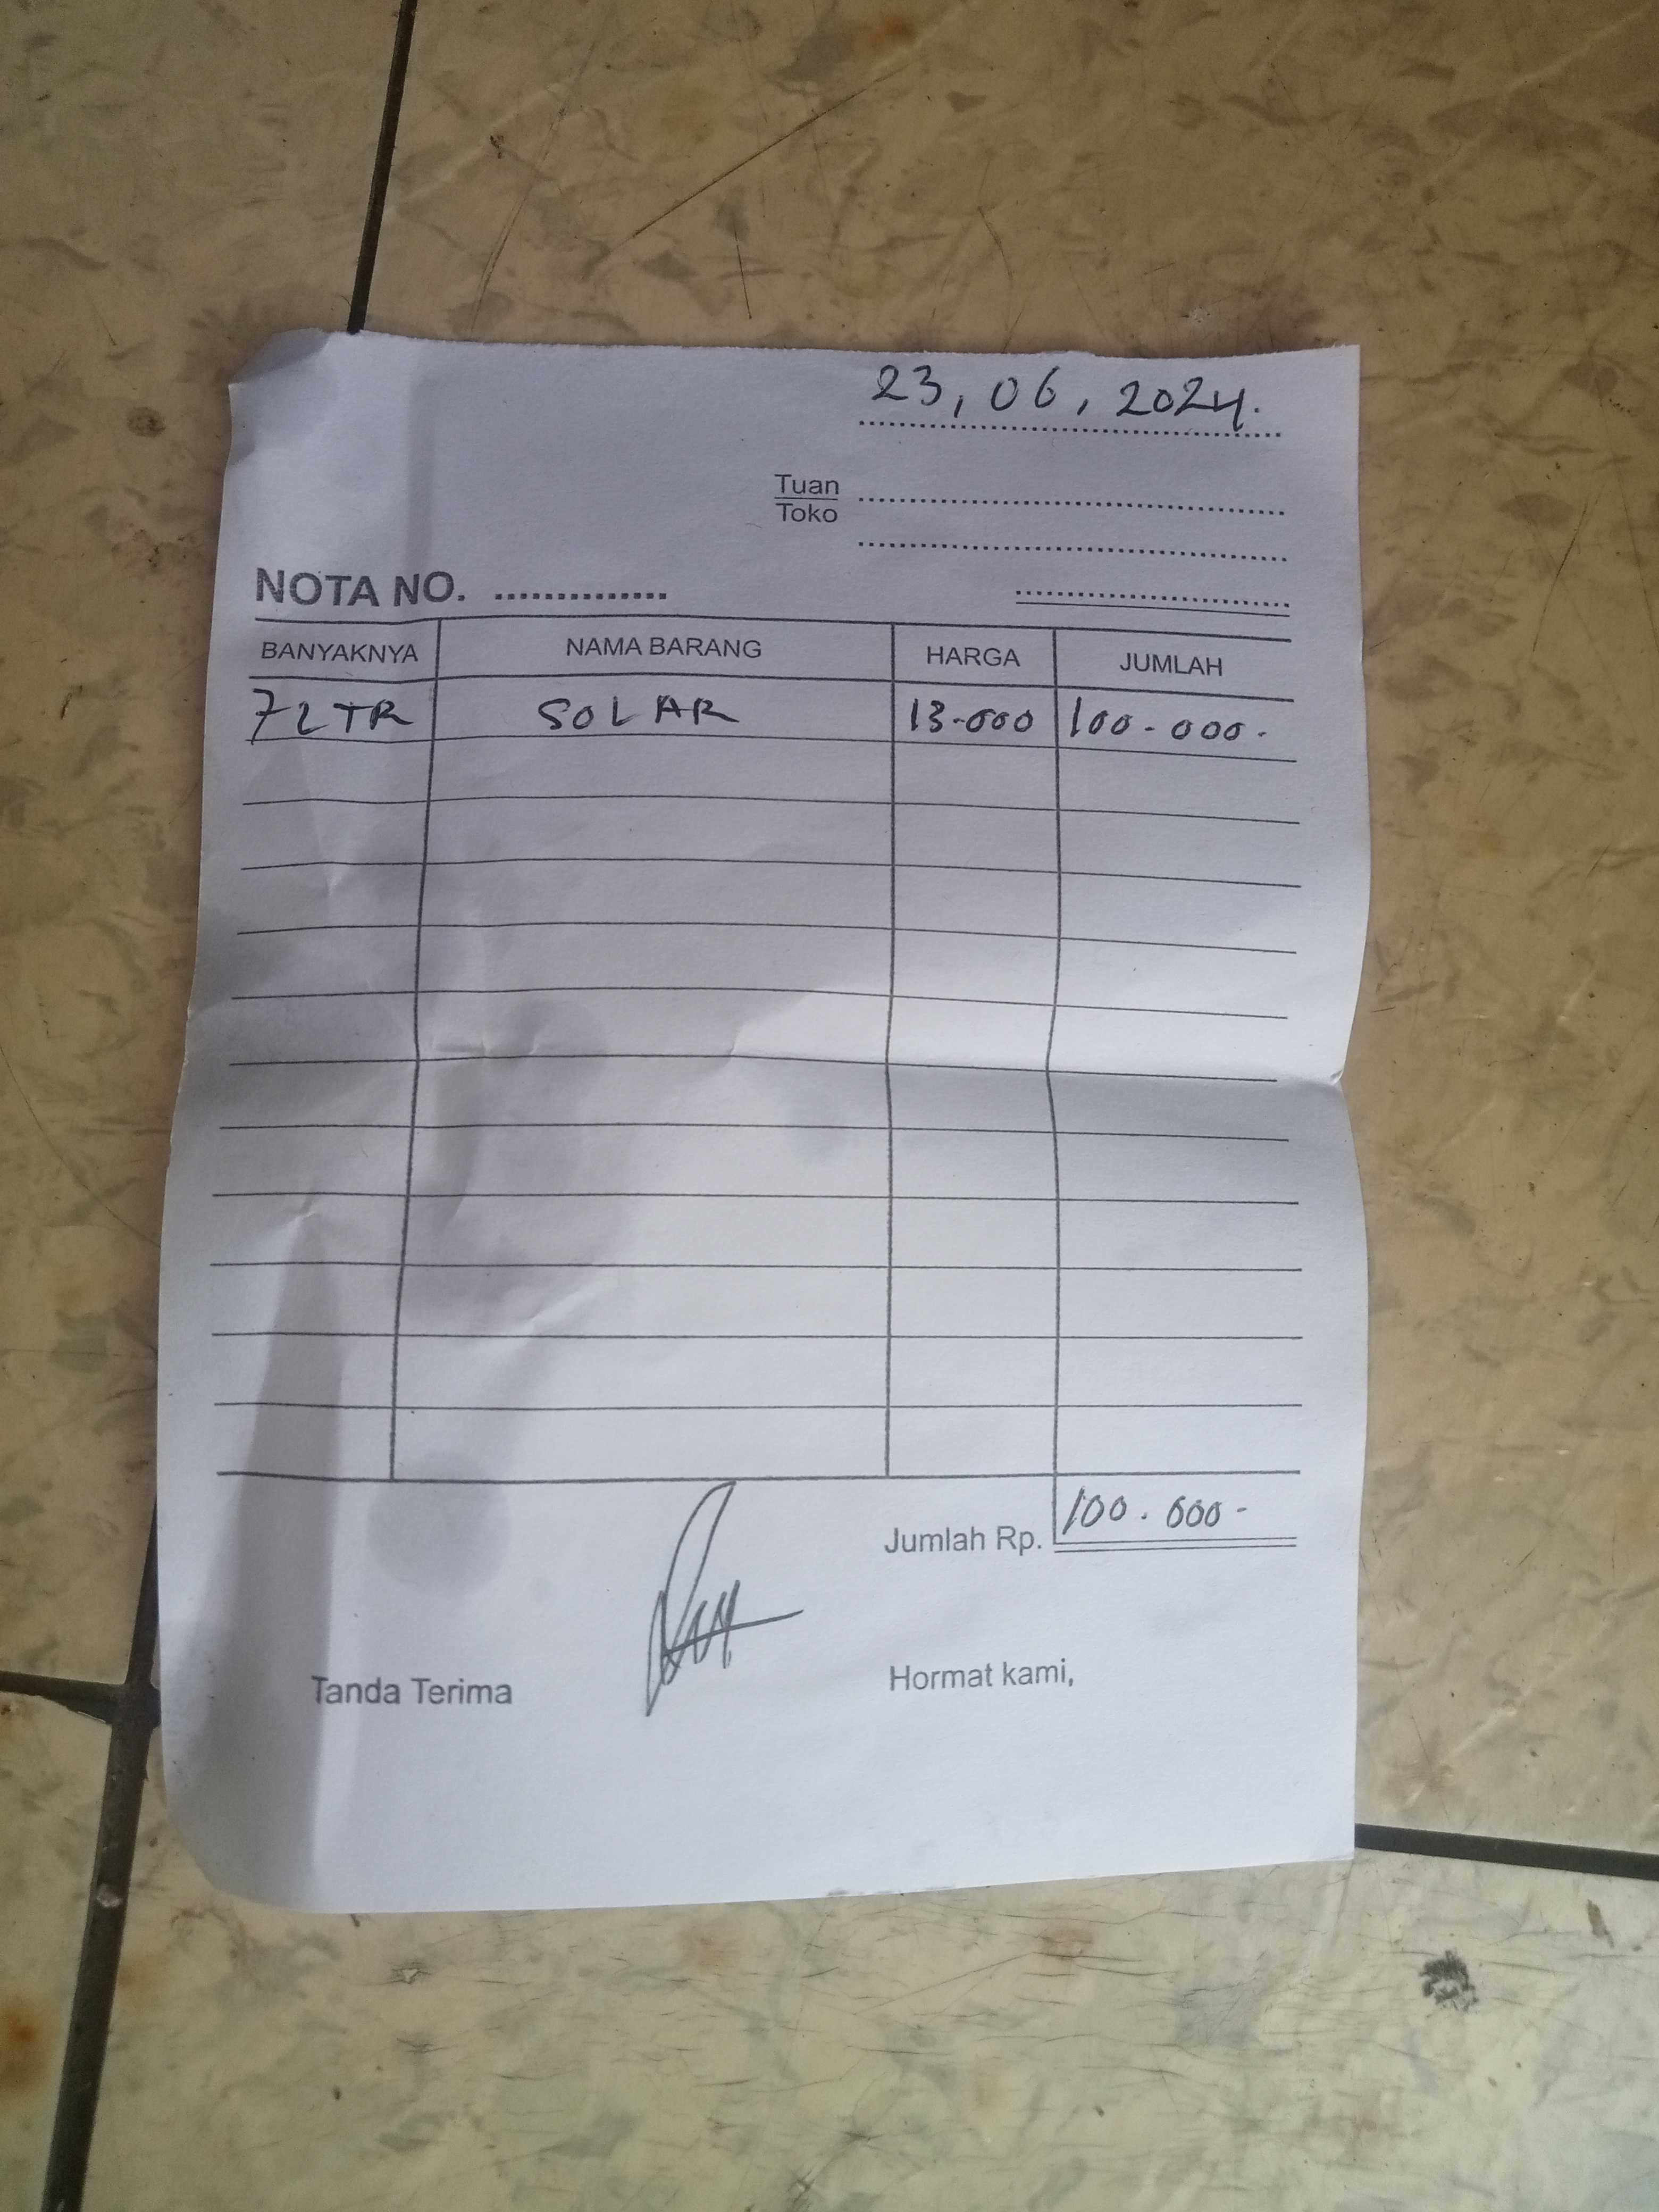 23, 06, 2024.
Tuan
Toko
NOTA NO. ..............
BANYAKNYA NAMA BARANG HARGA JUMLAH
7 LTR SOLAR 13.000 100.000.
Jumlah Rp. 100.000-
Tanda Terima Hormat kami,